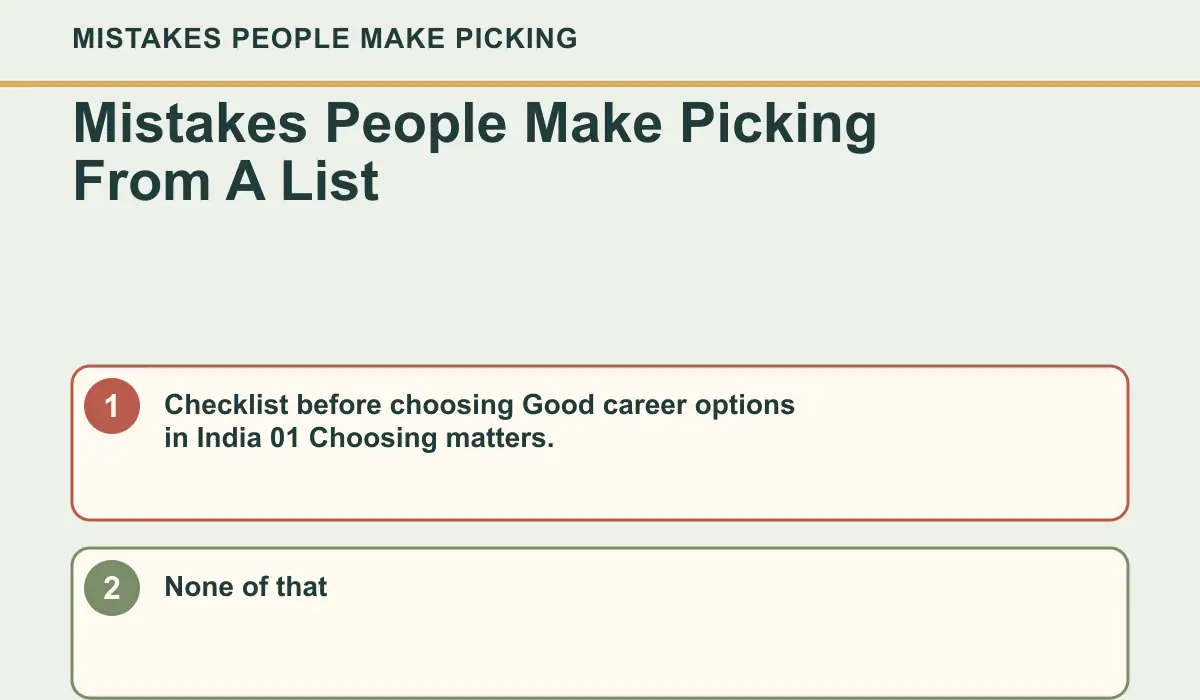 MISTAKES PEOPLE MAKE PICKING
Mistakes People Make Picking
From A List
1
Checklist before choosing Good career options
in India 01 Choosing matters.
2
None of that